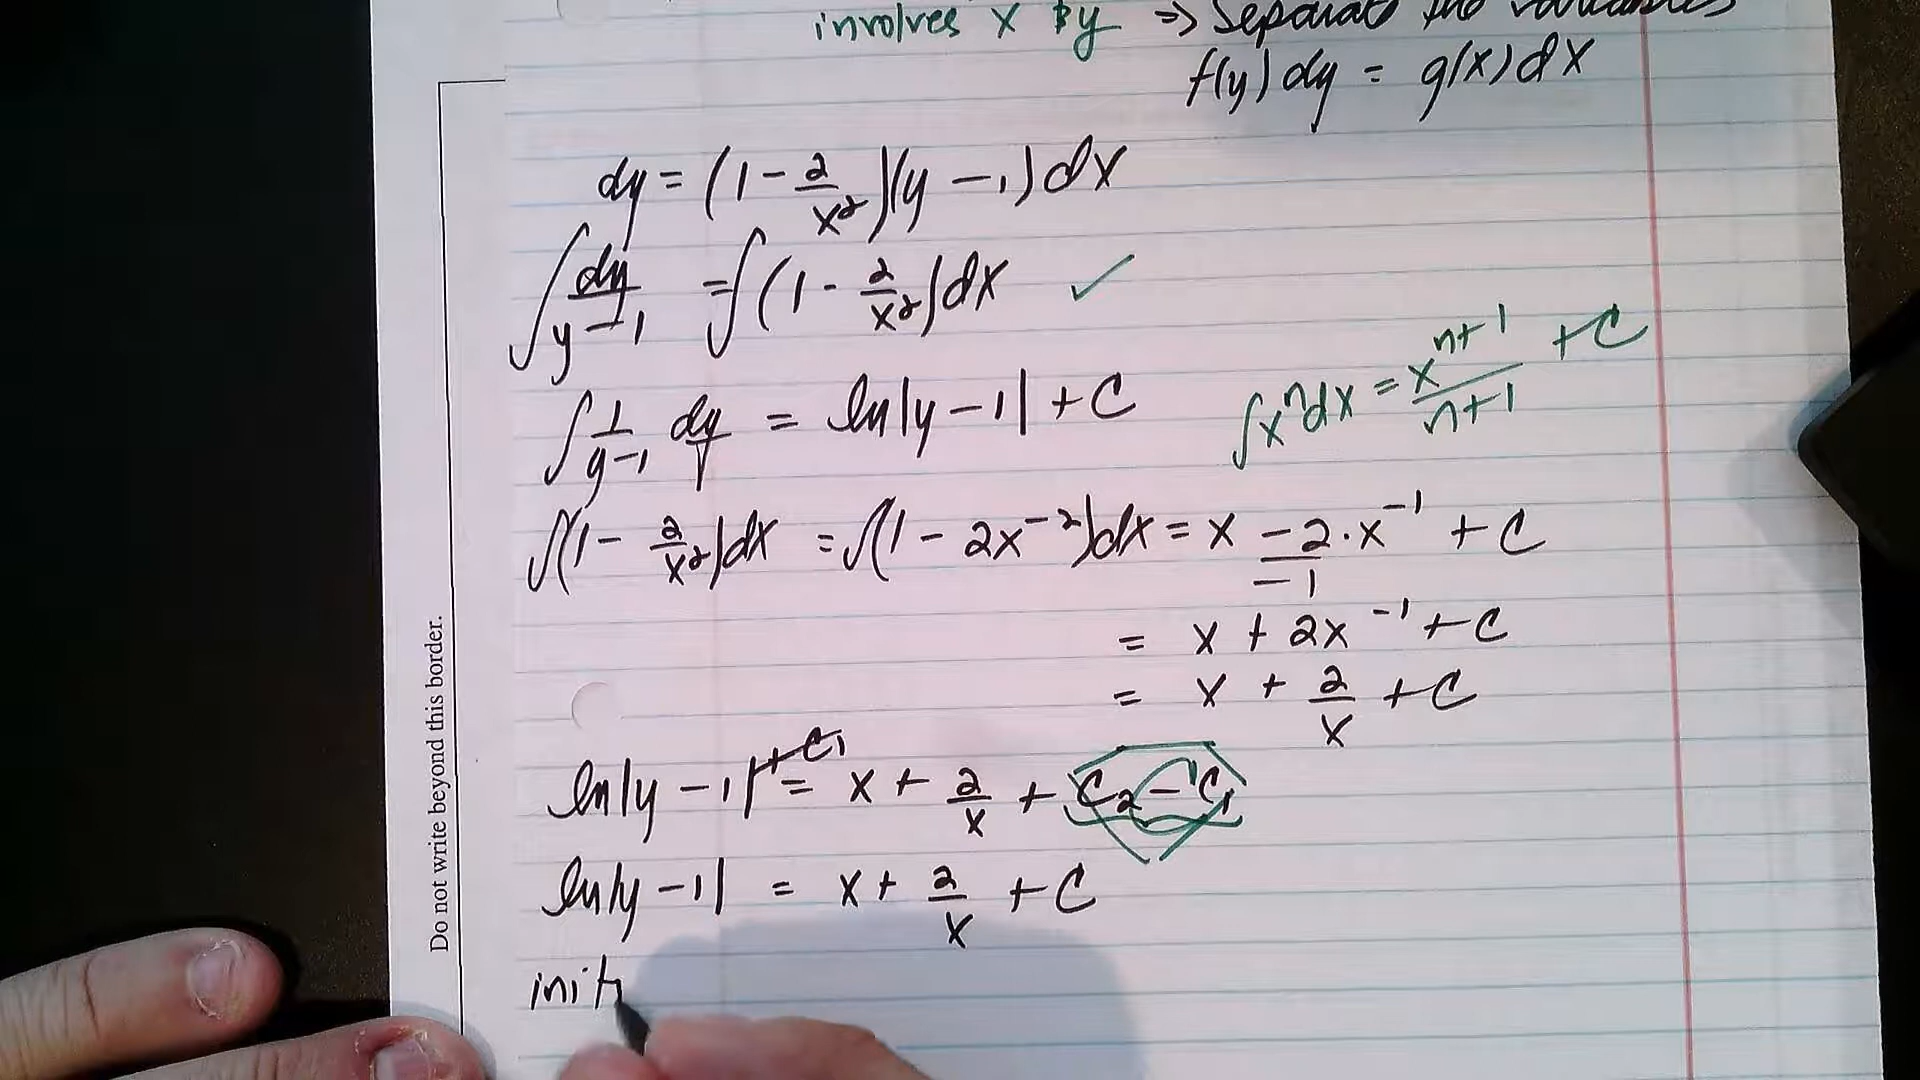 involves x & y => Separate the variables
f(y) dy = g(x) dx
dy = (1 - 2/x²)(y - 1) dx
∫ dy/(y - 1) = ∫ (1 - 2/x²) dx ✓
∫xⁿdx = xⁿ⁺¹/(n+1) + C
∫ 1/(y-1) dy/1 = ln|y - 1| + C
∫(1 - 2/x²)dx = ∫(1 - 2x⁻²)dx = x - 2·x⁻¹/-1 + C
= x + 2x⁻¹ + C
= x + 2/x + C
ln|y - 1| + C₁ = x + 2/x + C₂ - C₁
ln|y - 1| = x + 2/x + C
init
Do not write beyond this border.